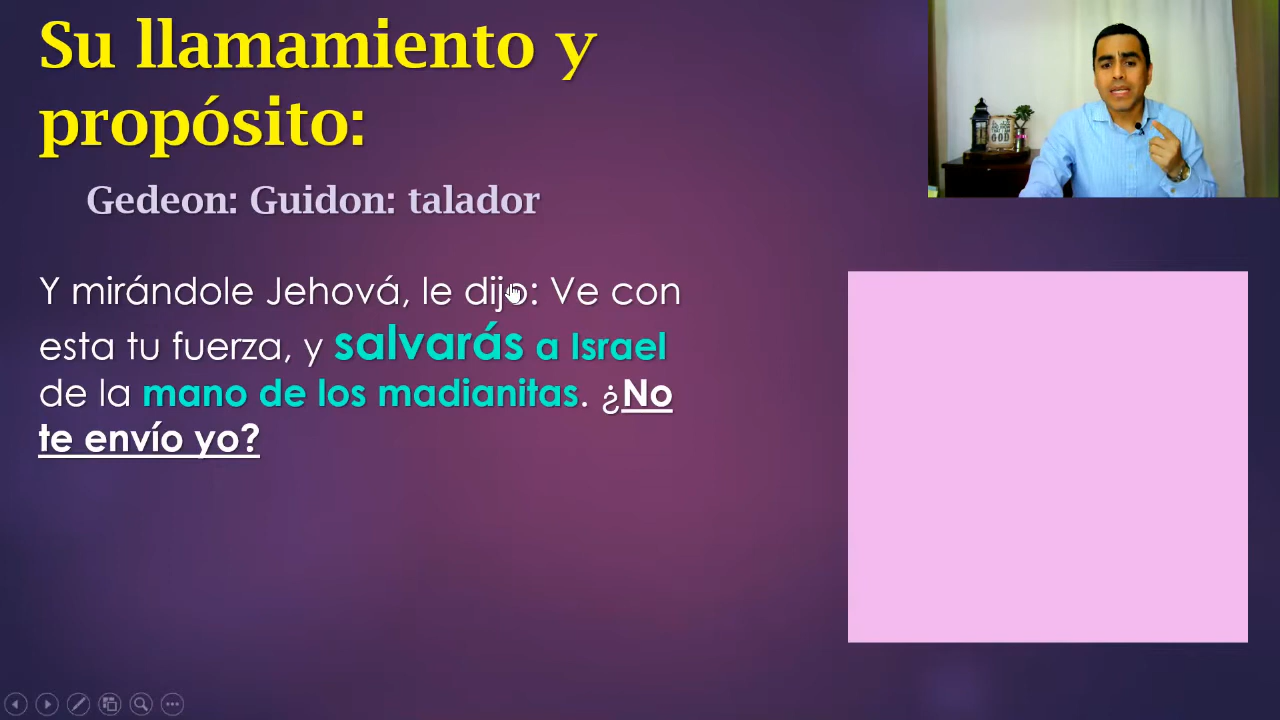 Su llamamiento y
propósito:
Gedeon: Guidon: talador
Y mirándole Jehová, le dijo: Ve con
esta tu fuerza, y salvarás a Israel
de la mano de los madianitas. ¿No
te envío yo?
GOD